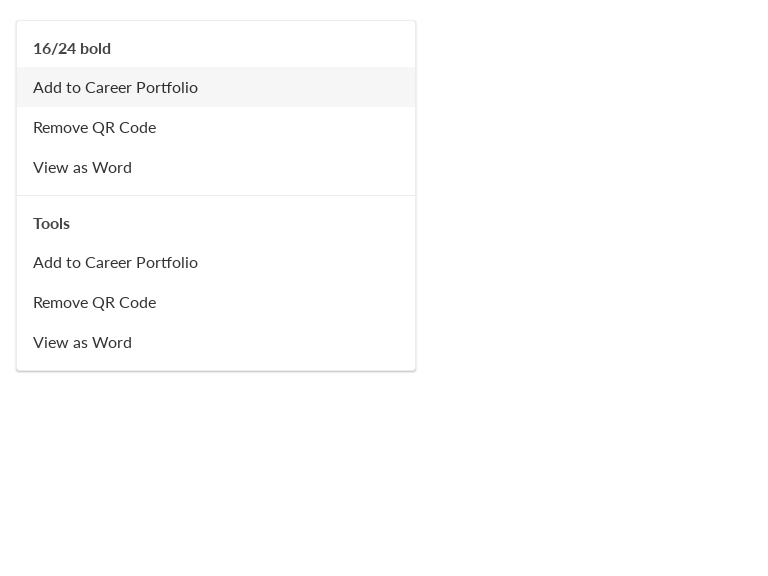 16/24 bold
Add to Career Portfolio
Remove QR Code
View as Word
Tools
Add to Career Portfolio
Remove QR Code
View as Word